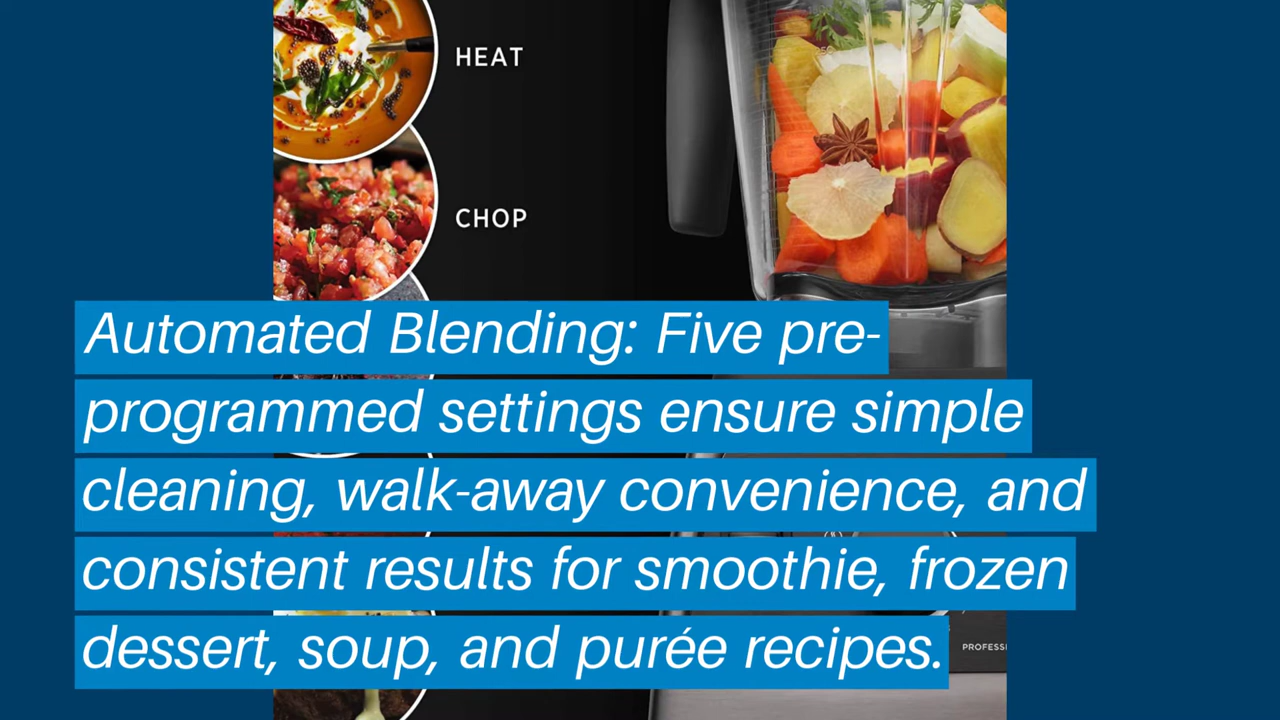 HEAT
CHOP
Automated Blending: Five pre-
programmed settings ensure simple
cleaning, walk-away convenience, and
consistent results for smoothie, frozen
dessert, soup, and purée recipes.